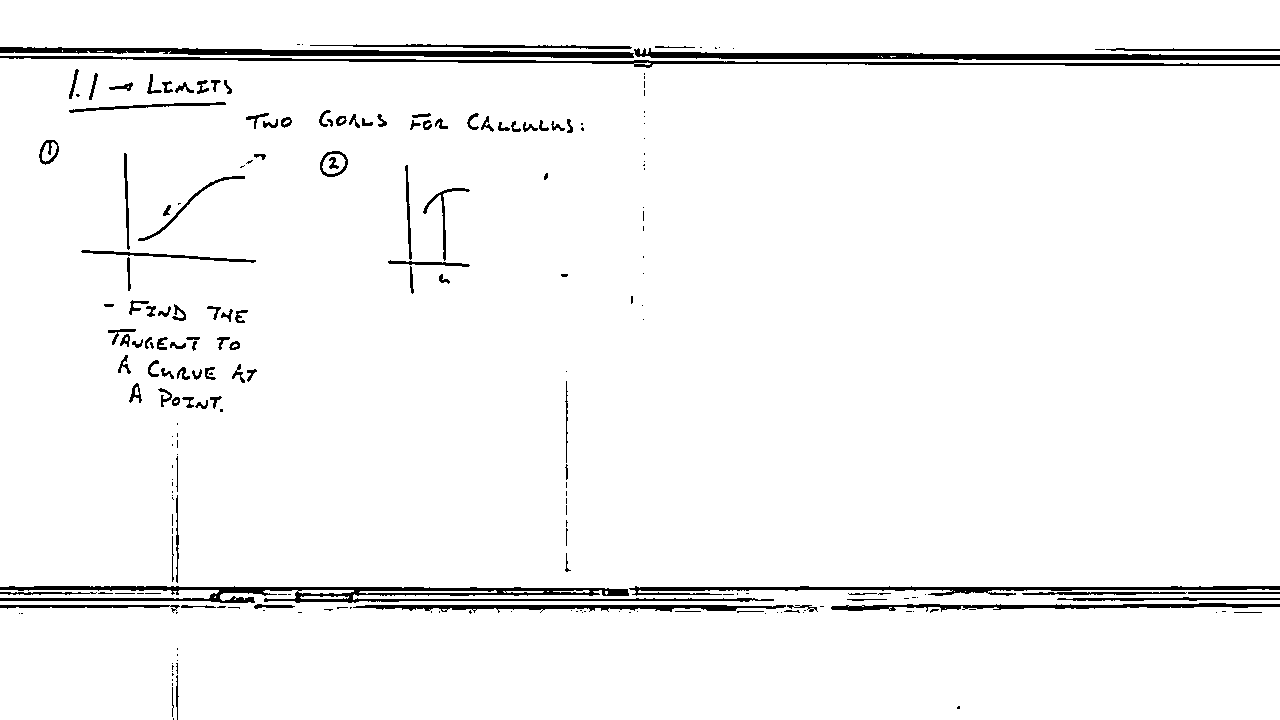 1.1 → LIMITS
TWO GOALS FOR CALCULUS:
①
②
- FIND THE
TANGENT TO
A CURVE AT
A POINT.